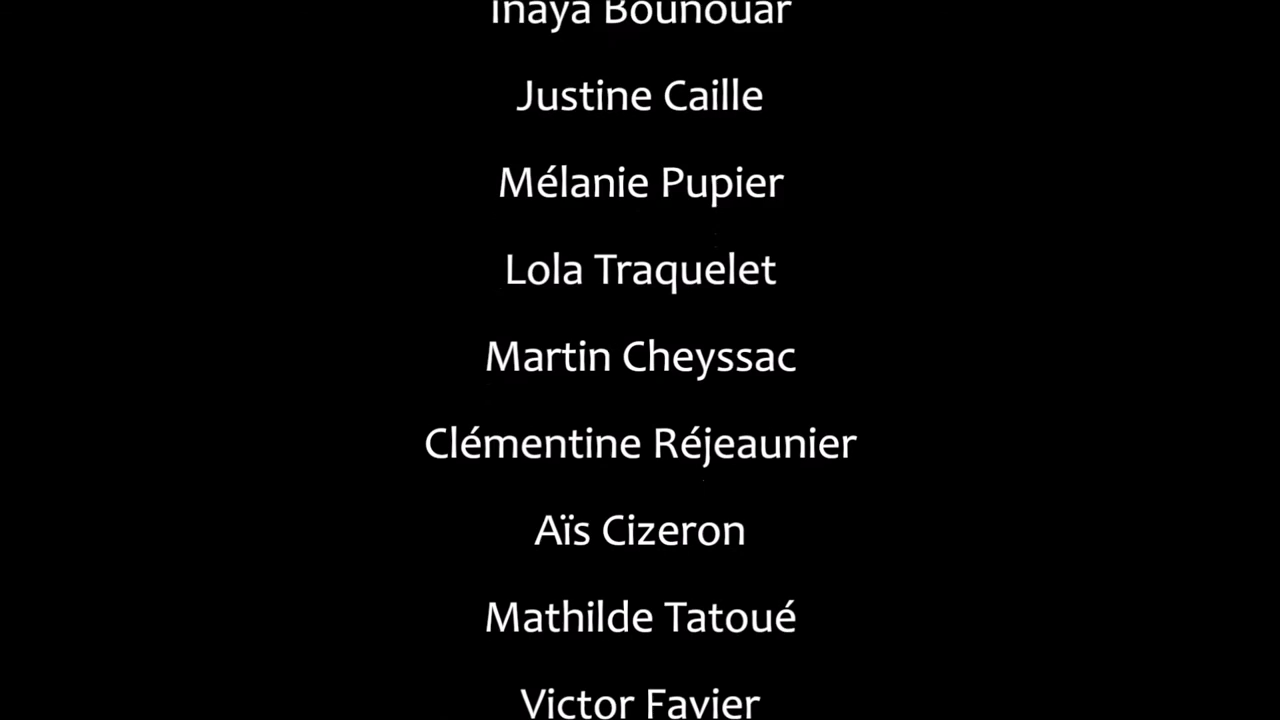 Inaya Bounouar
Justine Caille
Mélanie Pupier
Lola Traquelet
Martin Cheyssac
Clémentine Réjeaunier
Aïs Cizeron
Mathilde Tatoué
Victor Favier